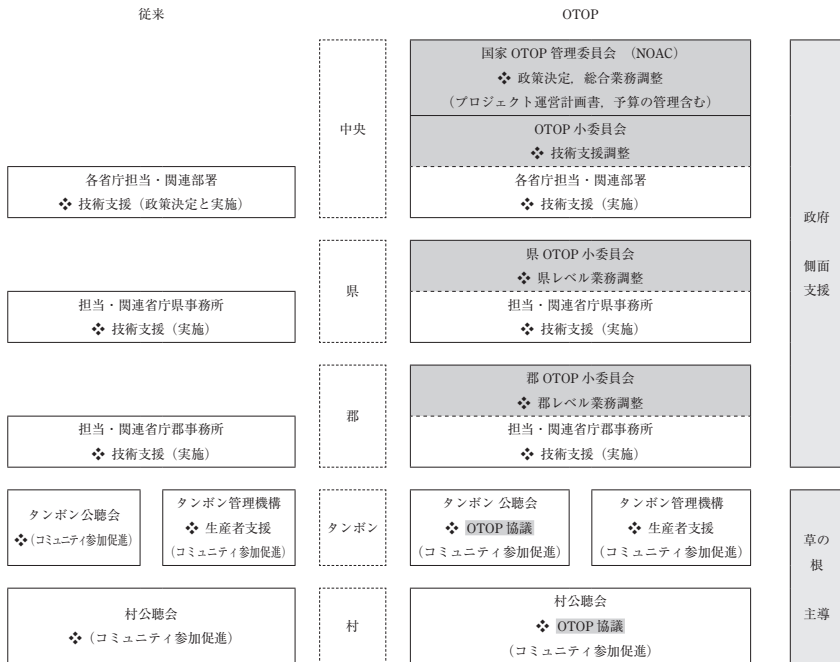 従来
OTOP
国家 OTOP 管理委員会 （NOAC）
❖ 政策決定，総合業務調整
（プロジェクト運営計画書，予算の管理含む）
中央
OTOP 小委員会
❖ 技術支援調整
各省庁担当・関連部署
❖ 技術支援（政策決定と実施）
各省庁担当・関連部署
❖ 技術支援（実施）
政府
側面
支援
県 OTOP 小委員会
❖ 県レベル業務調整
県
担当・関連省庁県事務所
❖ 技術支援（実施）
担当・関連省庁県事務所
❖ 技術支援（実施）
郡 OTOP 小委員会
❖ 郡レベル業務調整
郡
担当・関連省庁郡事務所
❖ 技術支援（実施）
担当・関連省庁郡事務所
❖ 技術支援（実施）
タンボン公聴会
❖（コミュニティ参加促進）
タンボン管理機構
❖ 生産者支援
（コミュニティ参加促進）
タンボン
タンボン 公聴会
❖ OTOP 協議
（コミュニティ参加促進）
タンボン管理機構
❖ 生産者支援
（コミュニティ参加促進）
草の
根
主導
村公聴会
❖（コミュニティ参加促進）
村
村公聴会
❖ OTOP 協議
（コミュニティ参加促進）